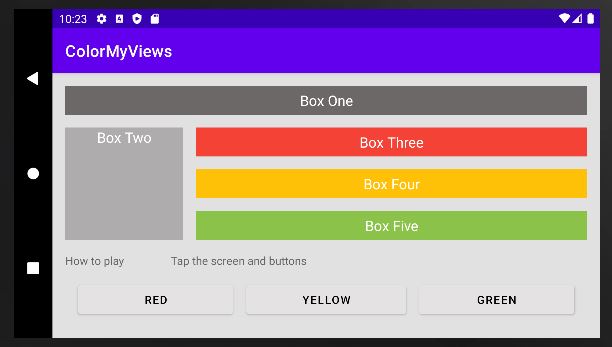 10:23
ColorMyViews
Box One
Box Two
Box Three
Box Four
Box Five
How to play Tap the screen and buttons
RED YELLOW GREEN